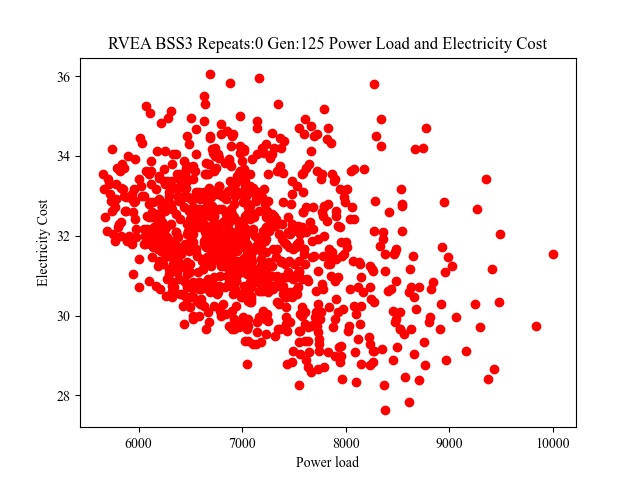 RVEA BSS3 Repeats:0 Gen:125 Power Load and Electricity Cost
36
34
32
30
28
Electricity Cost
6000 7000 8000 9000 10000
Power load